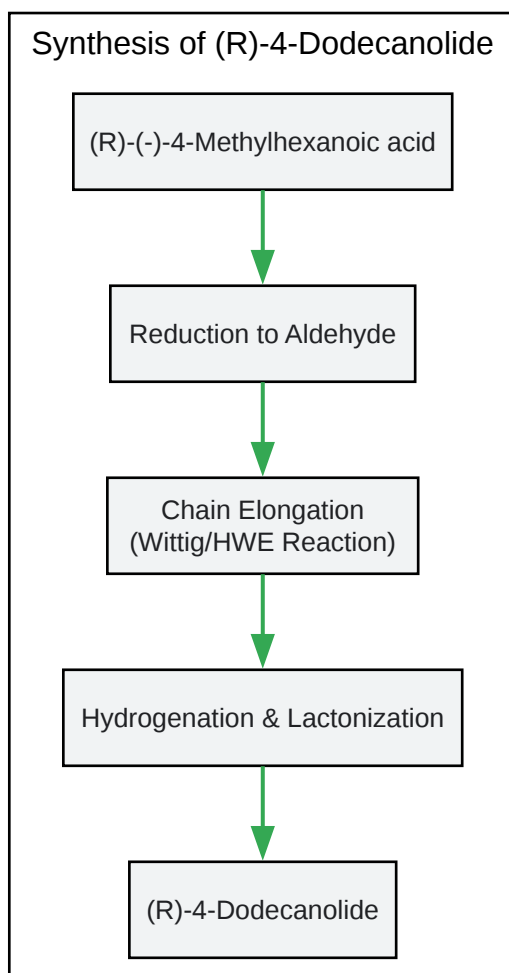 Synthesis of (R)-4-Dodecanolide
(R)-(-)-4-Methylhexanoic acid
Reduction to Aldehyde
Chain Elongation
(Wittig/HWE Reaction)
Hydrogenation & Lactonization
(R)-4-Dodecanolide